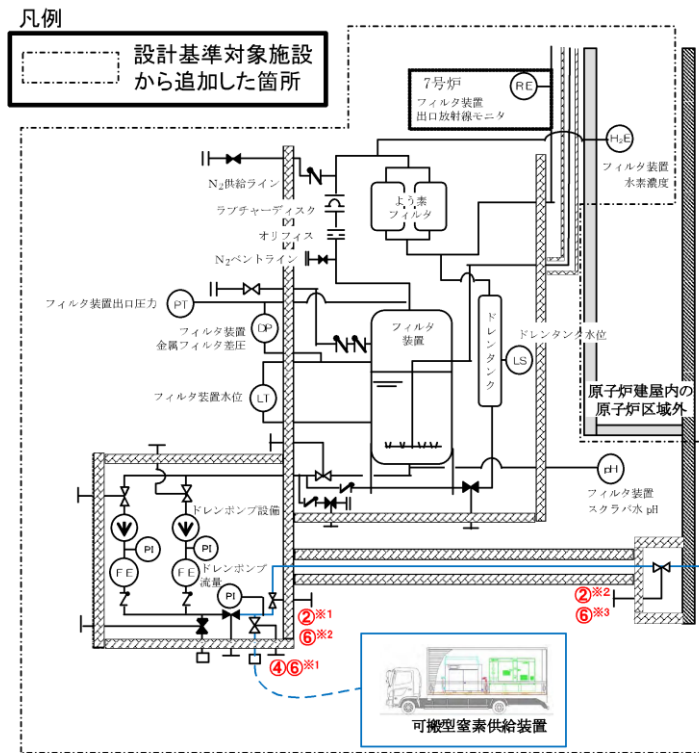 凡例
設計基準対象施設
から追加した箇所
7号炉
フィルタ装置
出口放射線モニタ
RE
H₂E
フィルタ装置
水素濃度
N₂供給ライン
ラプチャーディスク
オリフィス
N₂ベントライン
よう素
フィルタ
フィルタ装置出口圧力
PT
DP
フィルタ装置
金属フィルタ差圧
フィルタ装置水位
LT
フィルタ
装置
ドレンタンク
ドレンタンク水位
LS
原子炉建屋内の
原子炉区域外
pH
フィルタ装置
スクラバ水 pH
ドレンポンプ設備
PI
PI
FE
FE
ドレンポンプ
流量
PI
②※1
⑥※2
④⑥※1
②※2
⑥※3
可搬型窒素供給装置